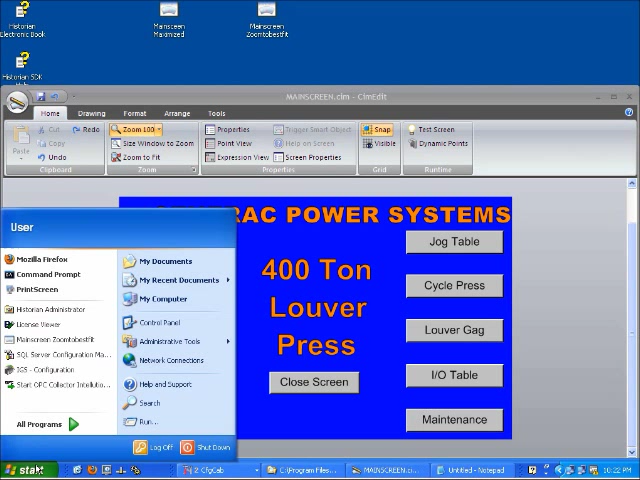 Historian
Electronic Book
Mainsceen
Maximized
Mainscreen
Zoomtobestfit
Historian SDK
MAINSCREEN.cim - CimEdit
Home
Drawing
Format
Arrange
Tools
Paste
Cut
Redo
Copy
Undo
Clipboard
Zoom 100
Size Window to Zoom
Zoom to Fit
Zoom
Properties
Point View
Expression View
Trigger Smart Object
Help on Screen
Screen Properties
Properties
Snap
Visible
Grid
Test Screen
Dynamic Points
Runtime
RAC POWER SYSTEMS
400 Ton
Louver
Press
Close Screen
Jog Table
Cycle Press
Louver Gag
I/O Table
Maintenance
User
Mozilla Firefox
Command Prompt
PrintScreen
Historian Administrator
License Viewer
Mainscreen Zoomtobestfit
SQL Server Configuration Ma...
IGS - Configuration
Start OPC Collector Intellution...
All Programs
My Documents
My Recent Documents
My Computer
Control Panel
Administrative Tools
Network Connections
Help and Support
Search
Run...
Log Off
Shut Down
start
2 CfgCab
C:\Program Files...
MAINSCREEN.ci...
Untitled - Notepad
10:22 PM